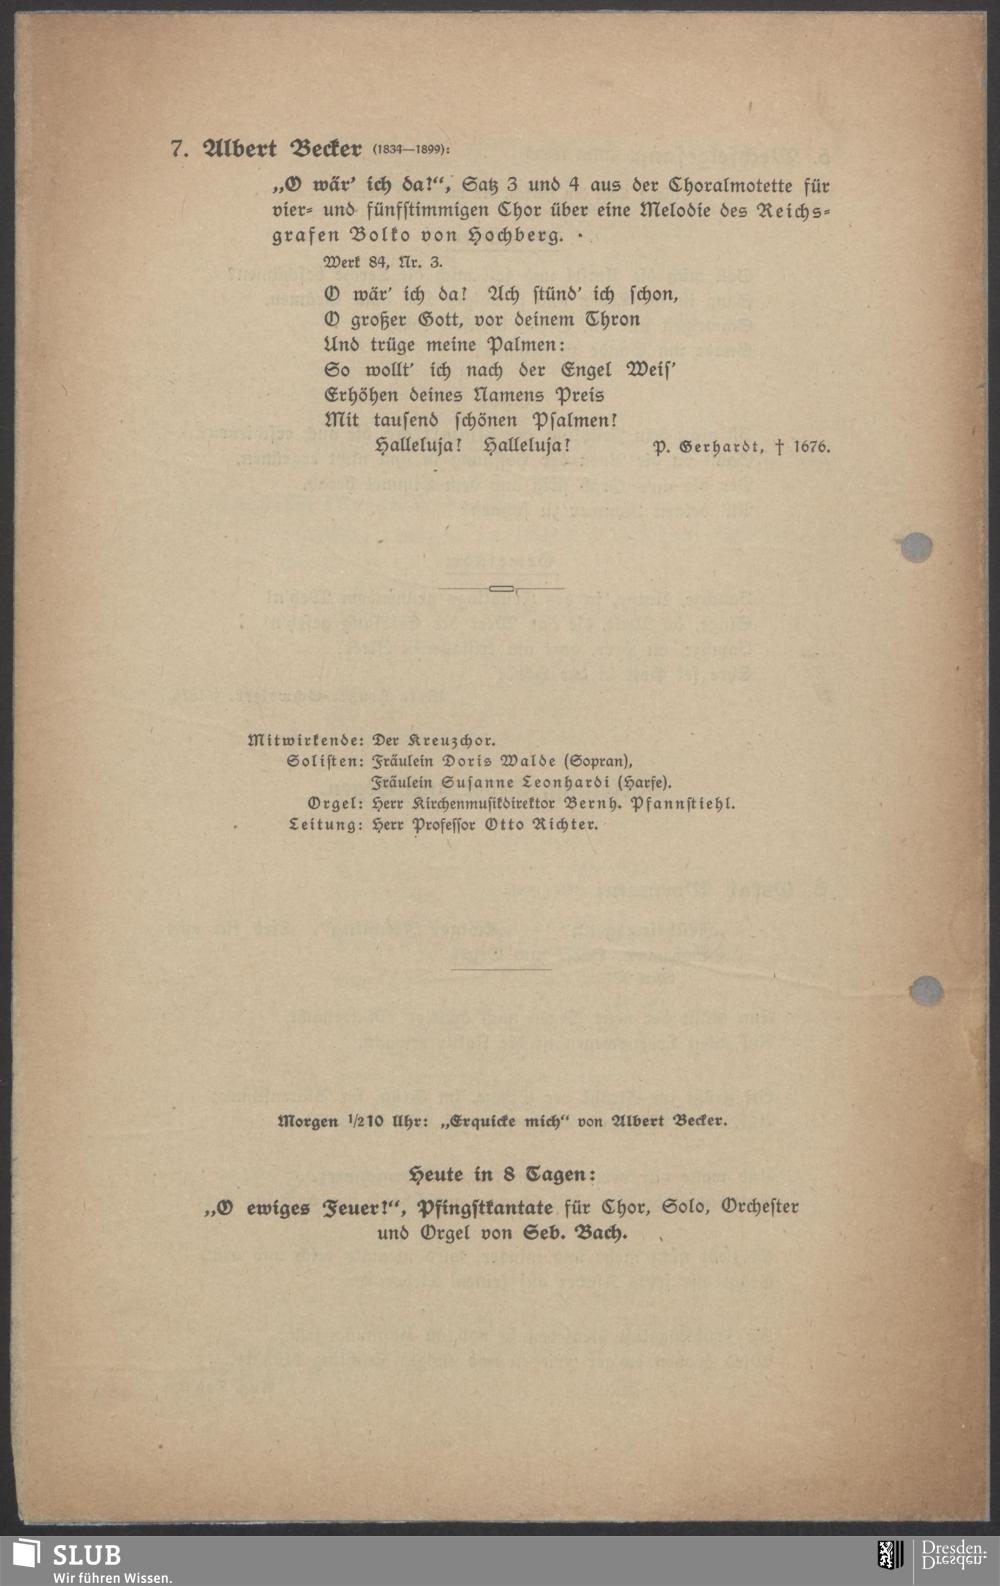 7. Albert Becker (1834—1899):
„O wär' ich da!“, Satz 3 und 4 aus der Choralmotette für
vier- und fünfstimmigen Chor über eine Melodie des Reichs-
grafen Bolko von Hochberg.
Werk 84, Nr. 3.
O wär' ich da! Ach stünd' ich schon,
O großer Gott, vor deinem Thron
Und trüge meine Palmen:
So wollt' ich nach der Engel Weis'
Erhöhen deines Namens Preis
Mit tausend schönen Psalmen!
Halleluja! Halleluja! P. Gerhardt, † 1676.
Mitwirkende: Der Kreuzchor.
Solisten: Fräulein Doris Walde (Sopran),
Fräulein Susanne Leonhardi (Harfe).
Orgel: Herr Kirchenmusikdirektor Bernh. Pfannstiehl.
Leitung: Herr Professor Otto Richter.
Morgen 1/210 Uhr: „Erquicke mich“ von Albert Becker.
Heute in 8 Tagen:
„O ewiges Feuer!“, Pfingstkantate für Chor, Solo, Orchester
und Orgel von Seb. Bach.
SLUB
Wir führen Wissen.
Dresden.
Dresden.